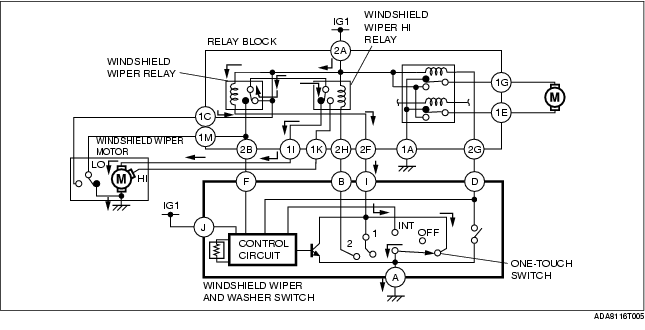 WINDSHIELD
WIPER HI
RELAY
IG1
RELAY BLOCK
2A
WINDSHIELD
WIPER RELAY
1G
M
1C
1E
1M
WINDSHIELD WIPER
MOTOR
2B
1I
1K
2H
2F
1A
2G
LO
M
HI
F
B
I
D
IG1
J
INT
OFF
1
2
CONTROL
CIRCUIT
ONE-TOUCH
SWITCH
A
WINDSHIELD WIPER
AND WASHER SWITCH
ADA8116T005